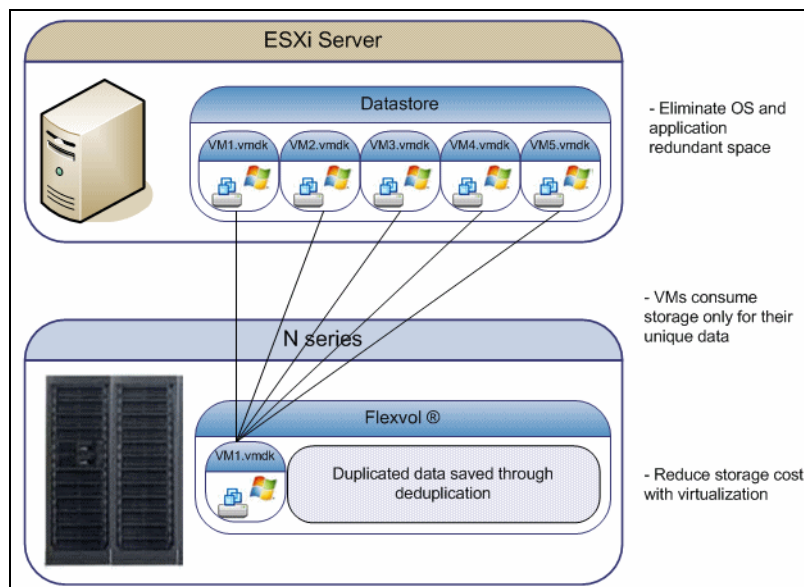 ESXi Server
Datastore
VM1.vmdk
VM2.vmdk
VM3.vmdk
VM4.vmdk
VM5.vmdk
- Eliminate OS and
application
redundant space
- VMs consume
storage only for their
unique data
N series
Flexvol ®
VM1.vmdk
Duplicated data saved through
deduplication
- Reduce storage cost
with virtualization